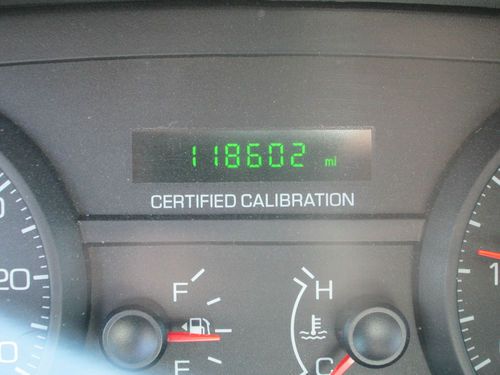 118602 mi
CERTIFIED CALIBRATION
F H
20
E C